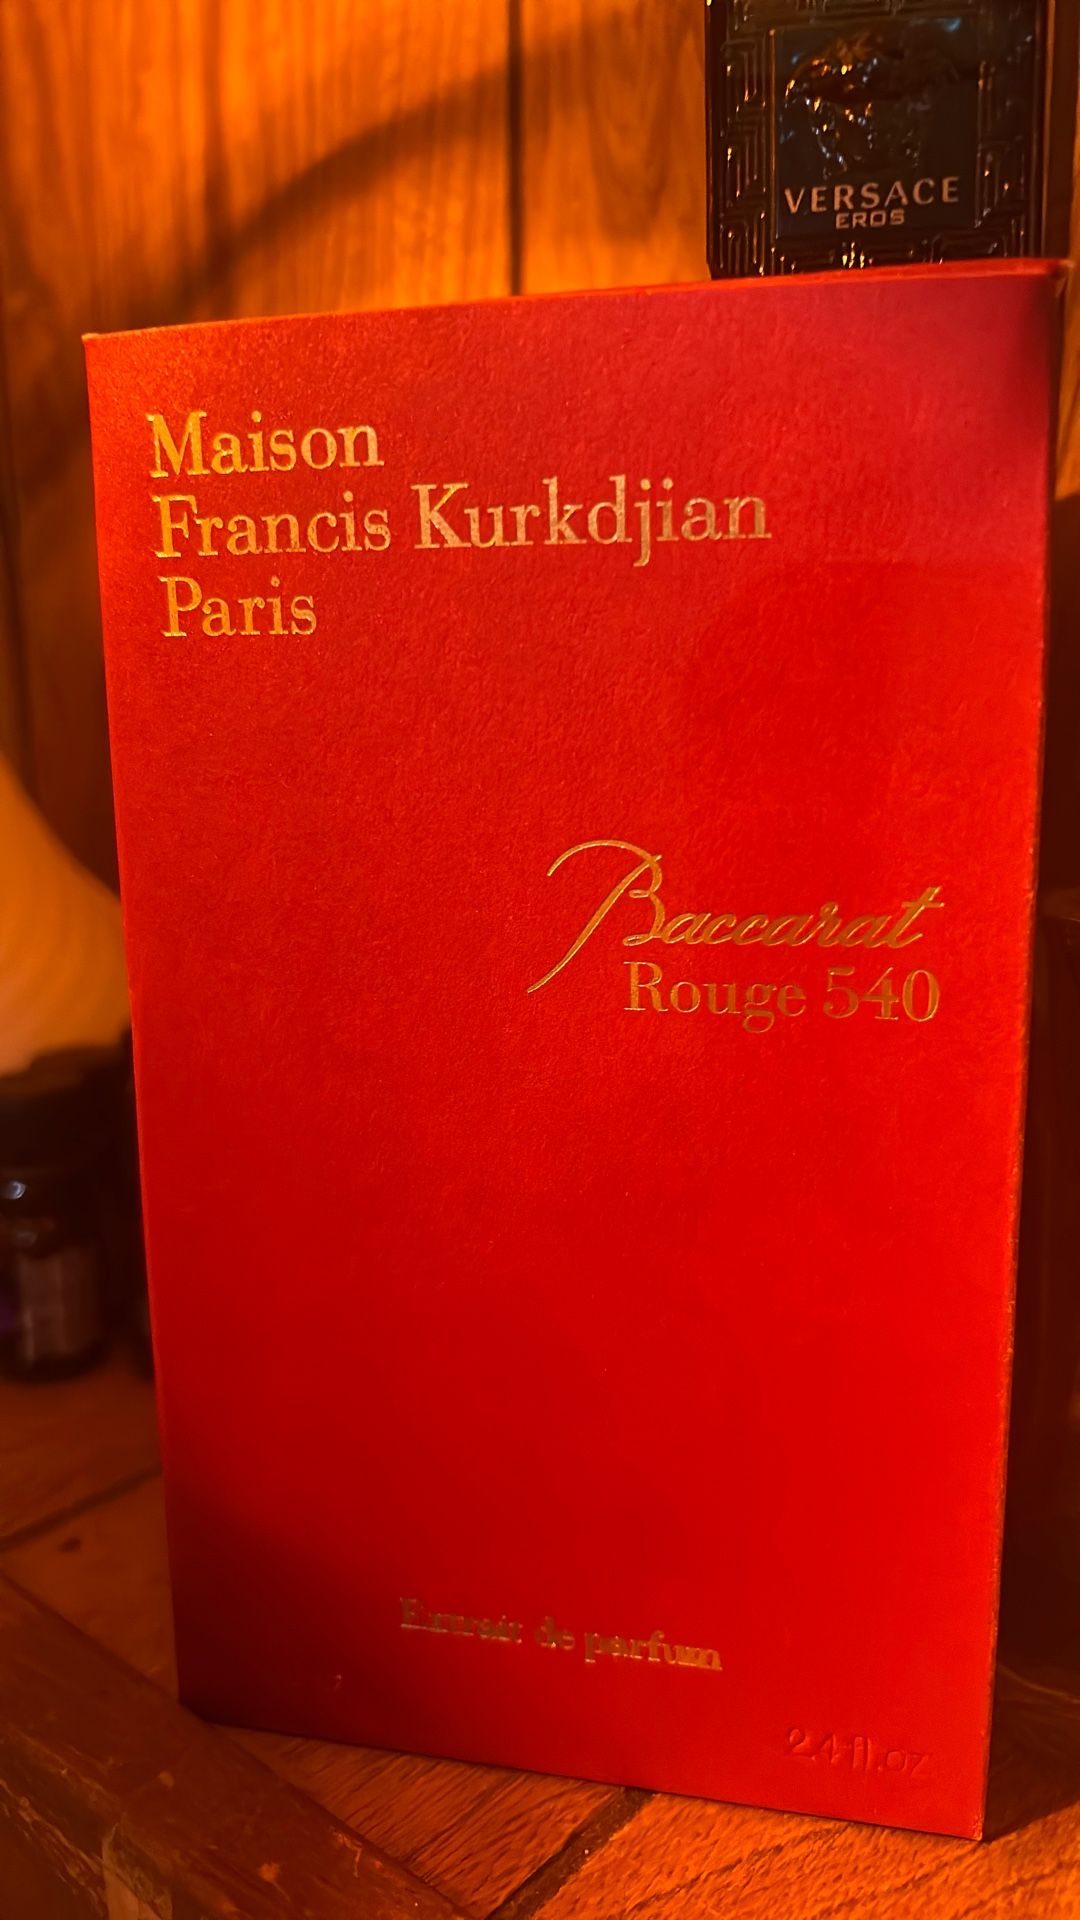 VERSACE
EROS
Maison
Francis Kurkdjian
Paris
Baccarat
Rouge 540
Extrait de parfum
2.4 fl.oz